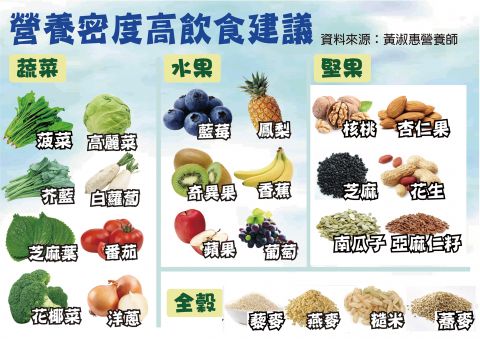 營養密度高飲食建議
資料來源：黃淑惠營養師
蔬菜
菠菜 高麗菜
芥藍 白蘿蔔
芝麻葉 番茄
花椰菜 洋蔥
水果
藍莓 鳳梨
奇異果 香蕉
蘋果 葡萄
堅果
核桃 杏仁果
芝麻 花生
南瓜子 亞麻仁籽
全穀
藜麥 燕麥 糙米 蕎麥